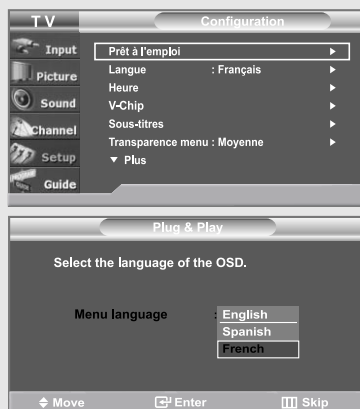 TV
Configuration
Input
Picture
Sound
Channel
Setup
Guide
Prêt à l'emploi ►
Langue : Français ►
Heure ►
V-Chip ►
Sous-titres ►
Transparence menu : Moyenne ►
▼ Plus
Plug & Play
Select the language of the OSD.
Menu language : English
Spanish
French
Move Enter Skip